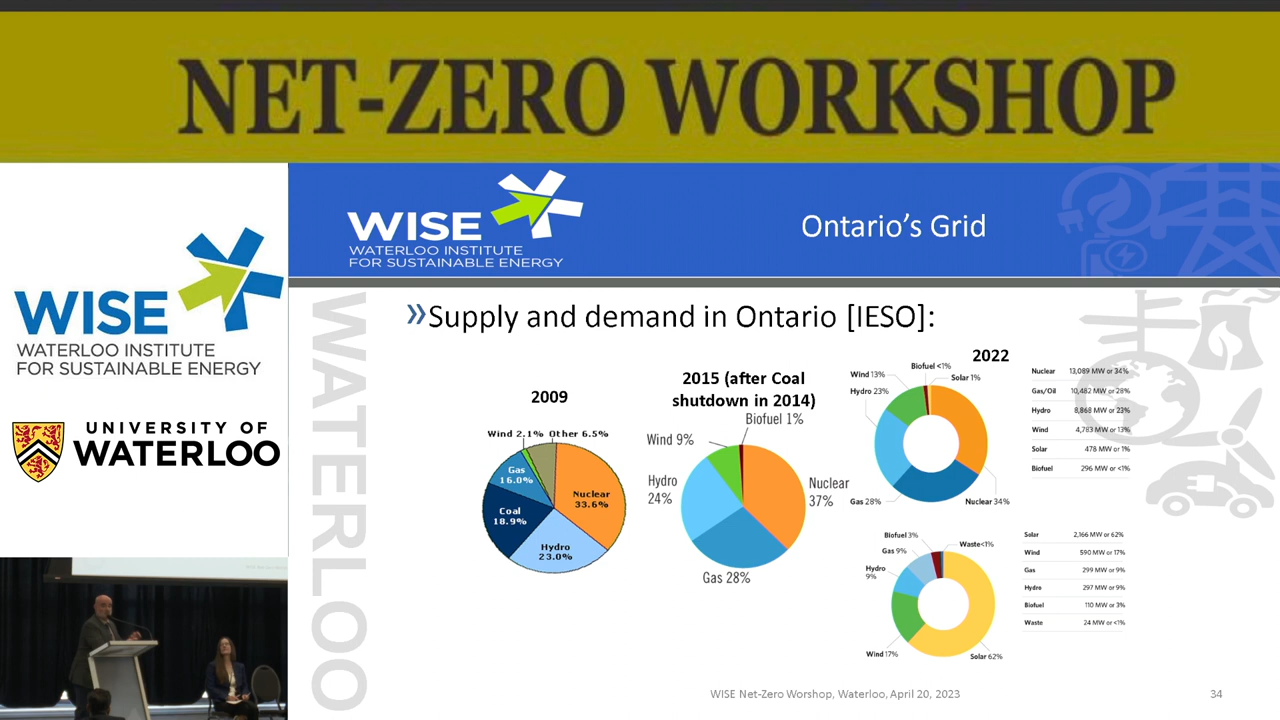 NET-ZERO WORKSHOP
WISE
WATERLOO INSTITUTE
FOR SUSTAINABLE ENERGY
UNIVERSITY OF
WATERLOO
WISE
WATERLOO INSTITUTE
FOR SUSTAINABLE ENERGY
Ontario's Grid
WATERLOO
»Supply and demand in Ontario [IESO]:
2009
Wind 2.1% Other 6.5%
Gas
16.0%
Nuclear
33.6%
Coal
18.9%
Hydro
23.0%
2015 (after Coal
shutdown in 2014)
Biofuel 1%
Wind 9%
Hydro
24%
Nuclear
37%
Gas 28%
2022
Biofuel <1%
Wind 13%
Solar 1%
Hydro 23%
Gas 28%
Nuclear 34%
Nuclear 13,089 MW or 34%
Gas/Oil 10,482 MW or 28%
Hydro 8,868 MW or 23%
Wind 4,783 MW or 13%
Solar 478 MW or 1%
Biofuel 296 MW or <1%
Biofuel 3%
Waste<1%
Gas 9%
Hydro
9%
Wind 17%
Solar 62%
Solar 2,166 MW or 62%
Wind 590 MW or 17%
Gas 299 MW or 9%
Hydro 297 MW or 9%
Biofuel 110 MW or 3%
Waste 24 MW or <1%
WISE Net-Zero Worshop, Waterloo, April 20, 2023
34